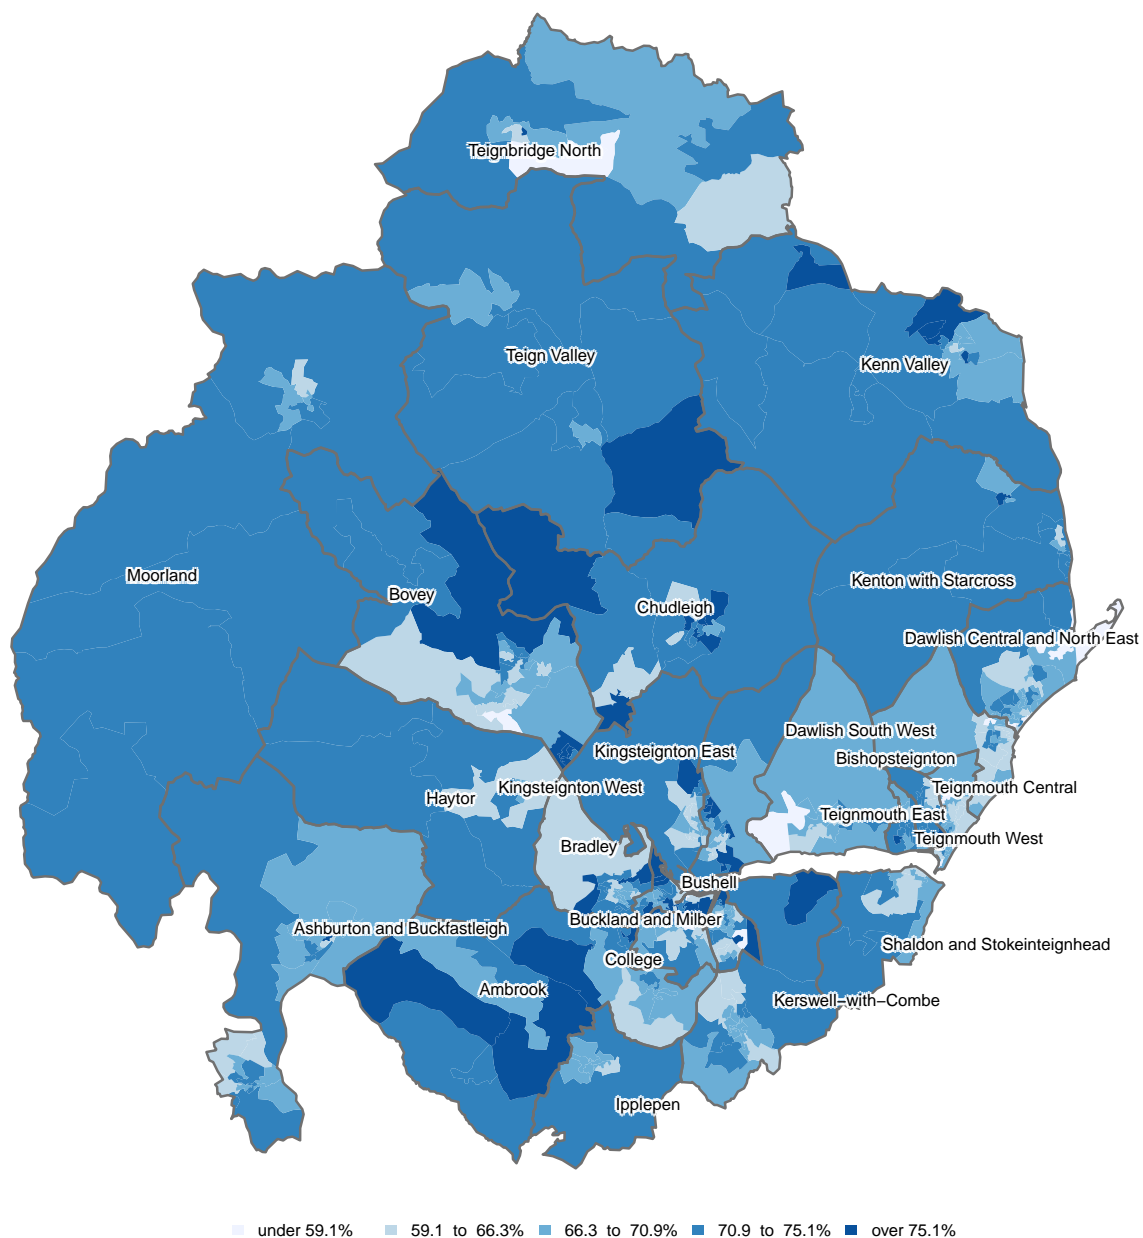 Teignbridge North
Teign Valley
Kenn Valley
Moorland
Kenton with Starcross
Bovey
Chudleigh
Dawlish Central and North East
Dawlish South West
Kingsteignton East
Bishopsteignton
Kingsteignton West
Teignmouth Central
Haytor
Teignmouth East
Teignmouth West
Bradley
Bushell
Buckland and Milber
Ashburton and Buckfastleigh
Shaldon and Stokeinteignhead
College
Ambrook
Kerswell−with−Combe
Ipplepen
under 59.1% 59.1 to 66.3% 66.3 to 70.9% 70.9 to 75.1% over 75.1%